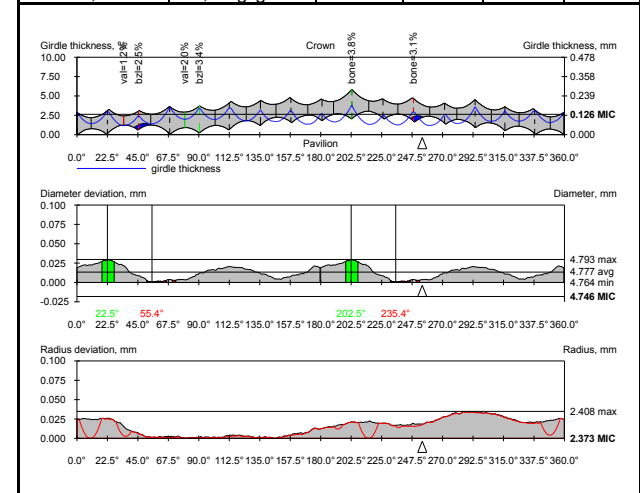 Girdle thickness, %
Crown
Girdle thickness, mm
val=1.2%
bzl=2.5%
val=2.0%
bzl=3.4%
bone=3.8%
bone=3.1%
10.00
7.50
5.00
2.50
0.00
0.478
0.358
0.239
0.126 MIC
0.000
Pavilion
0.0° 22.5° 45.0° 67.5° 90.0° 112.5° 135.0° 157.5° 180.0° 202.5° 225.0° 247.5° 270.0° 292.5° 315.0° 337.5° 360.0°
girdle thickness
Diameter deviation, mm
Diameter, mm
0.100
0.075
0.050
0.025
0.000
-0.025
4.793 max
4.777 avg
4.764 min
4.746 MIC
22.5° 55.4° 202.5° 235.4°
0.0° 22.5° 45.0° 67.5° 90.0° 112.5° 135.0° 157.5° 180.0° 202.5° 225.0° 247.5° 270.0° 292.5° 315.0° 337.5° 360.0°
Radius deviation, mm
Radius, mm
0.100
0.075
0.050
0.025
0.000
2.408 max
2.373 MIC
0.0° 22.5° 45.0° 67.5° 90.0° 112.5° 135.0° 157.5° 180.0° 202.5° 225.0° 247.5° 270.0° 292.5° 315.0° 337.5° 360.0°